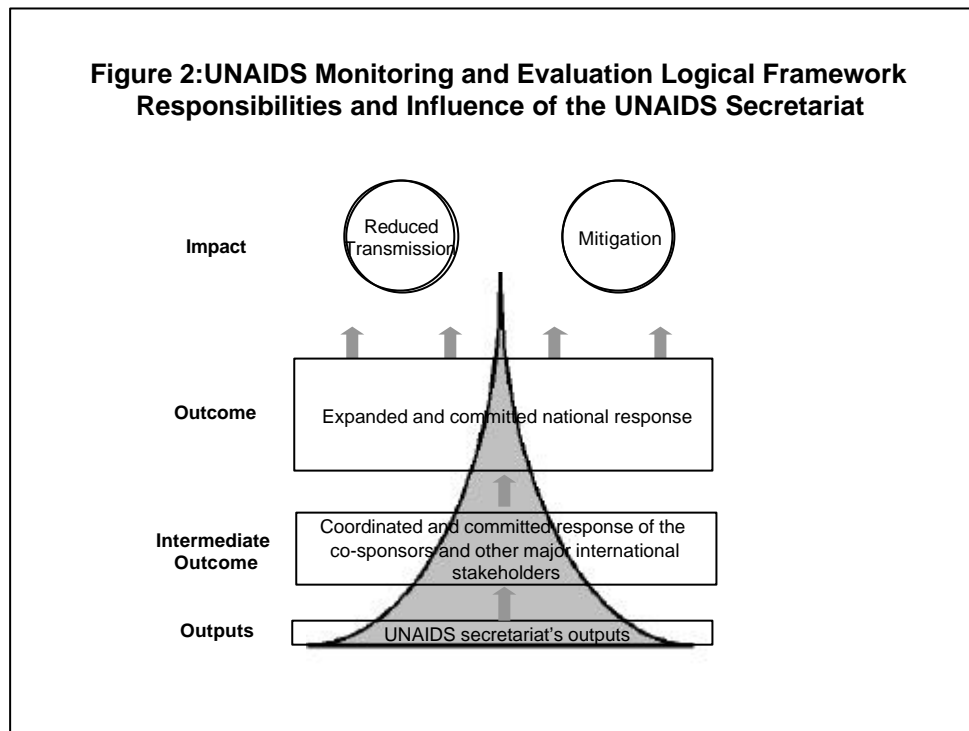 Figure 2:UNAIDS Monitoring and Evaluation Logical Framework
Responsibilities and Influence of the UNAIDS Secretariat
Impact
Reduced
Transmission
Mitigation
Outcome
Expanded and committed national response
Intermediate
Outcome
Coordinated and committed response of the
co-sponsors and other major international
stakeholders
Outputs
UNAIDS secretariat's outputs